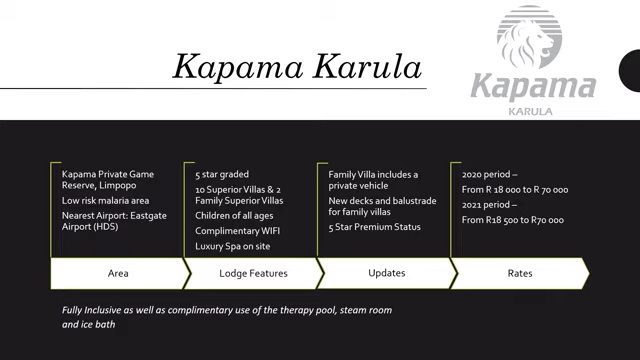 Kapama Karula
Kapama
KARULA
Kapama Private Game
Reserve, Limpopo
Low risk malaria area
Nearest Airport: Eastgate
Airport (HDS)
5 star graded
10 Superior Villas & 2
Family Superior Villas
Children of all ages
Complimentary WIFI
Luxury Spa on site
Family Villa includes a
private vehicle
New decks and balustrade
for family villas
5 Star Premium Status
2020 period –
From R 18 000 to R 70 000
2021 period –
From R18 500 to R70 000
Area
Lodge Features
Updates
Rates
Fully Inclusive as well as complimentary use of the therapy pool, steam room
and ice bath